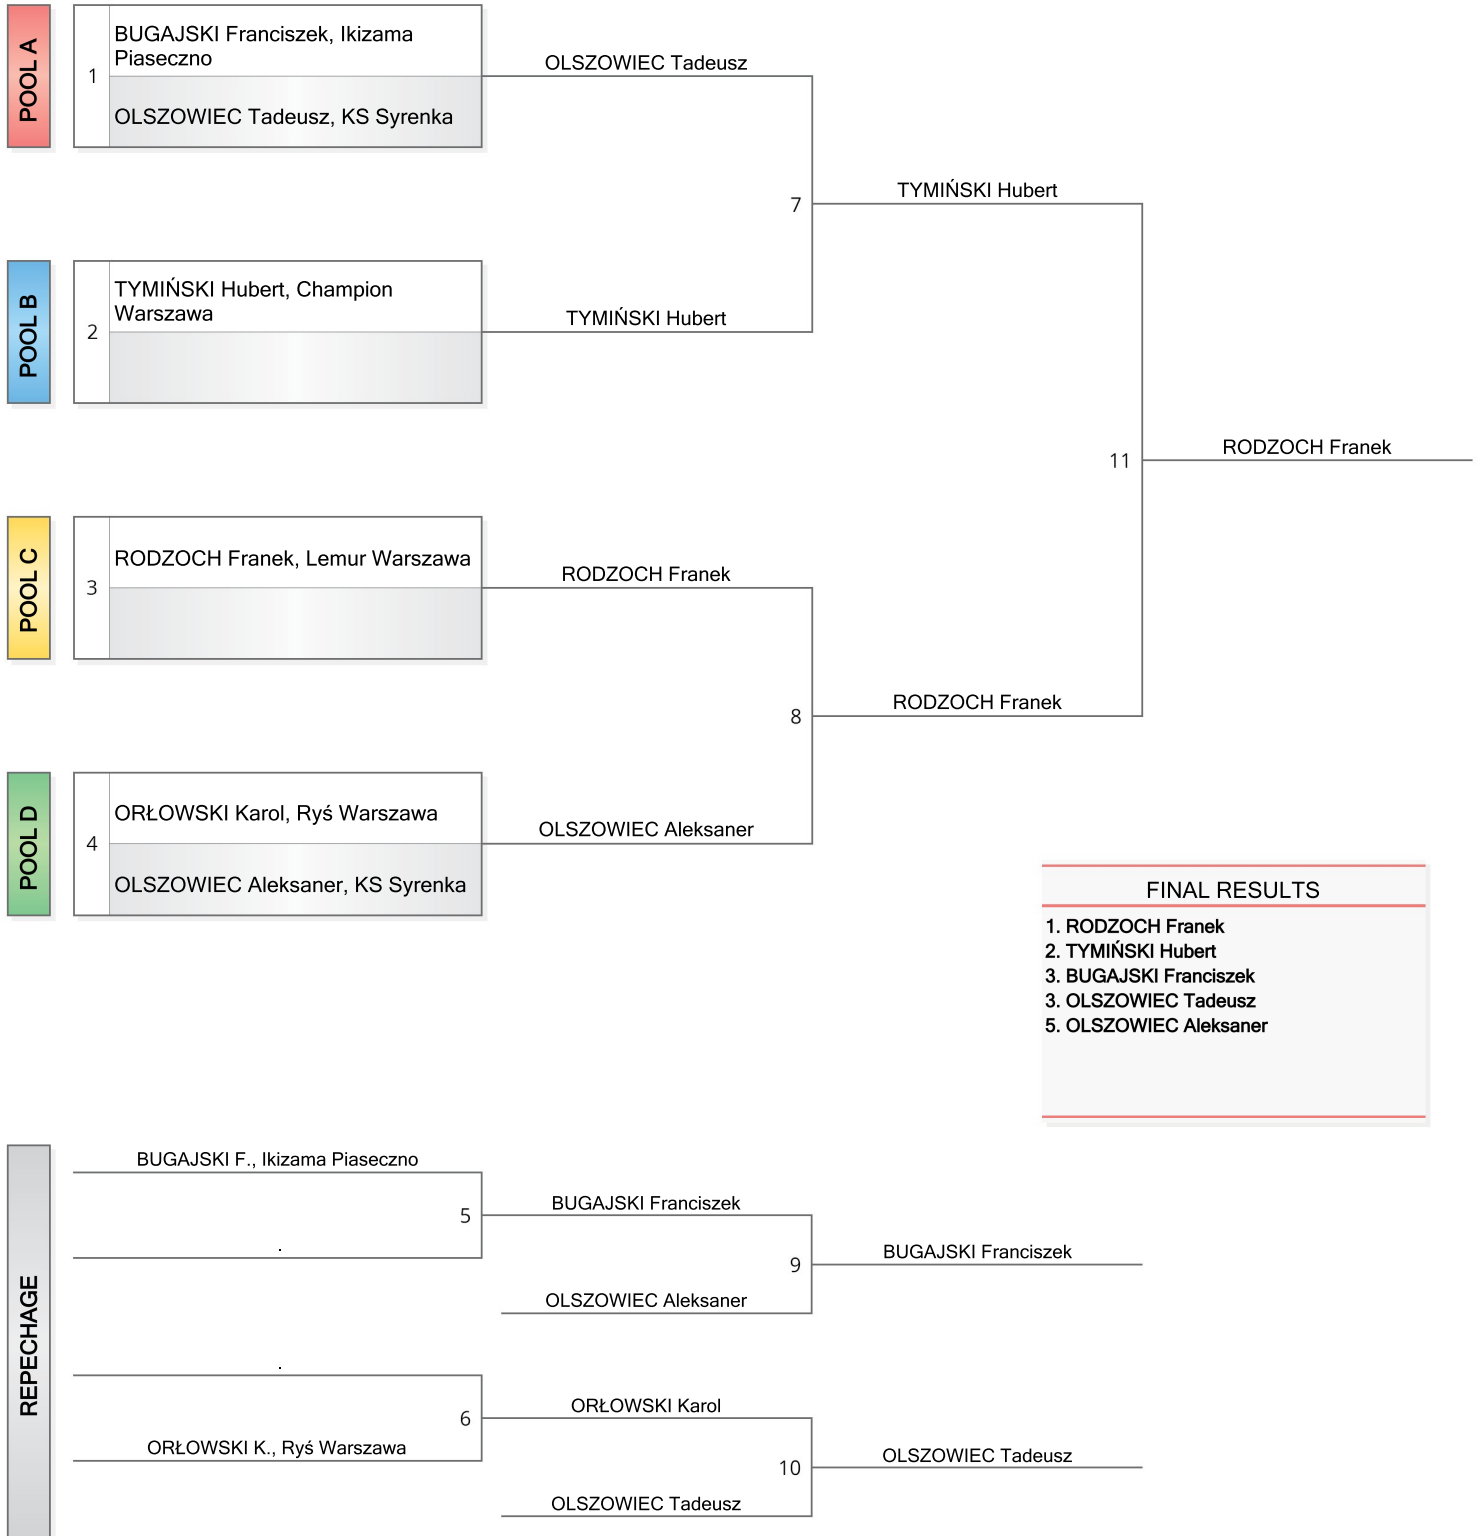 POOL A
1
BUGAJSKI Franciszek, Ikizama
Piaseczno
OLSZOWIEC Tadeusz, KS Syrenka
OLSZOWIEC Tadeusz
7
TYMIŃSKI Hubert
POOL B
2
TYMIŃSKI Hubert, Champion
Warszawa
TYMIŃSKI Hubert
11
RODZOCH Franek
POOL C
3
RODZOCH Franek, Lemur Warszawa
RODZOCH Franek
8
RODZOCH Franek
POOL D
4
ORŁOWSKI Karol, Ryś Warszawa
OLSZOWIEC Aleksaner, KS Syrenka
OLSZOWIEC Aleksaner
FINAL RESULTS
1. RODZOCH Franek
2. TYMIŃSKI Hubert
3. BUGAJSKI Franciszek
3. OLSZOWIEC Tadeusz
5. OLSZOWIEC Aleksaner
REPECHAGE
BUGAJSKI F., Ikizama Piaseczno
5
.
BUGAJSKI Franciszek
9
OLSZOWIEC Aleksaner
BUGAJSKI Franciszek
.
6
ORŁOWSKI K., Ryś Warszawa
ORŁOWSKI Karol
10
OLSZOWIEC Tadeusz
OLSZOWIEC Tadeusz